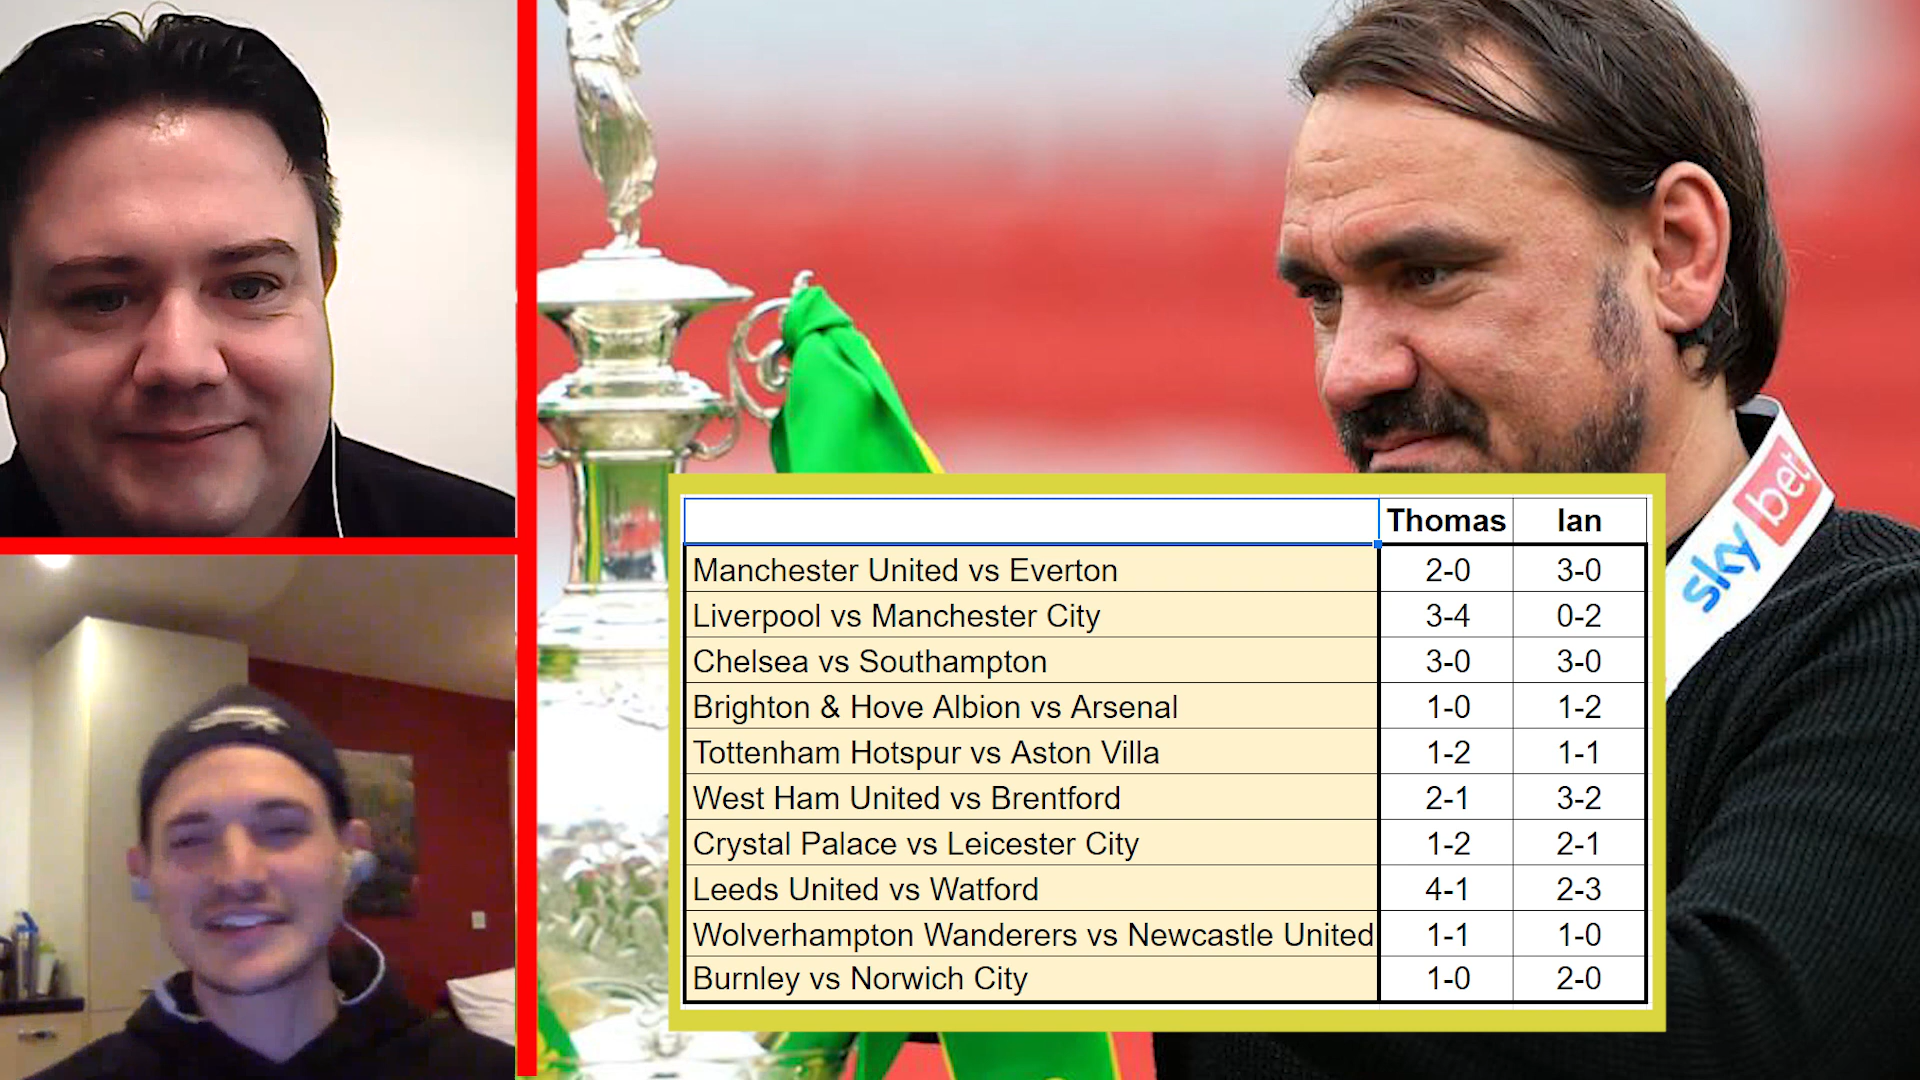 Thomas Ian
Manchester United vs Everton 2-0 3-0
Liverpool vs Manchester City 3-4 0-2
Chelsea vs Southampton 3-0 3-0
Brighton & Hove Albion vs Arsenal 1-0 1-2
Tottenham Hotspur vs Aston Villa 1-2 1-1
West Ham United vs Brentford 2-1 3-2
Crystal Palace vs Leicester City 1-2 2-1
Leeds United vs Watford 4-1 2-3
Wolverhampton Wanderers vs Newcastle United 1-1 1-0
Burnley vs Norwich City 1-0 2-0
sky bet